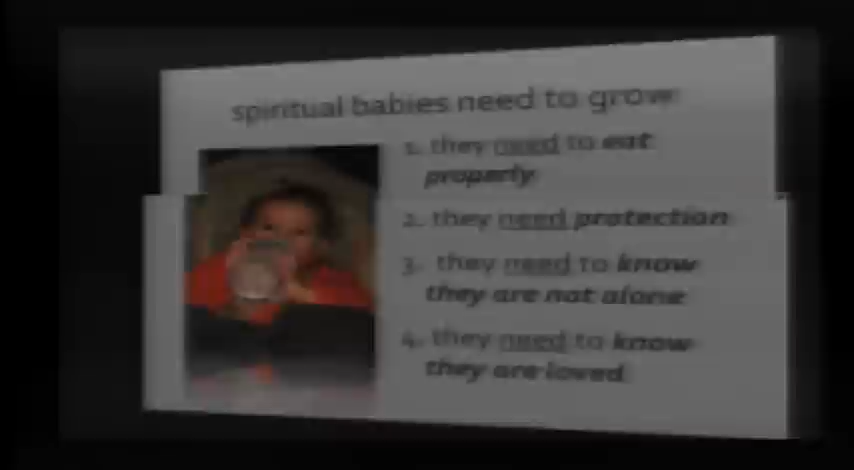 spiritual babies need to grow
1. they need to eat
properly
2. they need protection
3. they need to know
they are not alone
4. they need to know
they are loved